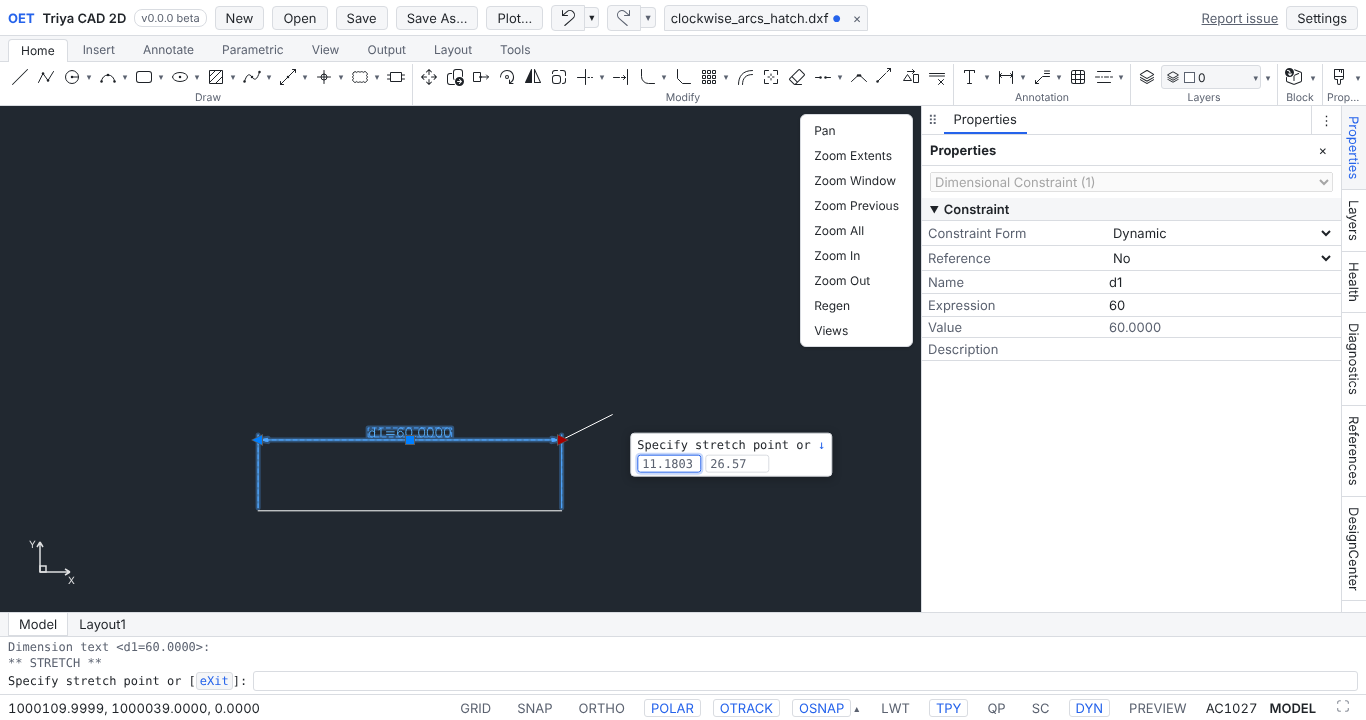 OET Triya CAD 2D v0.0.0 beta New Open Save Save As... Plot... clockwise_arcs_hatch.dxf × Report issue Settings
Home Insert Annotate Parametric View Output Layout Tools
0
Draw Modify Annotation Layers Block Prop...
Pan
Zoom Extents
Zoom Window
Zoom Previous
Zoom All
Zoom In
Zoom Out
Regen
Views
d1=60.0000
Specify stretch point or ↓
11.1803 26.57
Y
X
Properties
Properties ×
Dimensional Constraint (1)
Constraint
Constraint Form Dynamic
Reference No
Name d1
Expression 60
Value 60.0000
Description
Properties
Layers
Health
Diagnostics
References
DesignCenter
Model Layout1
Dimension text <d1=60.0000>:
** STRETCH **
Specify stretch point or [eXit]:
1000109.9999, 1000039.0000, 0.0000 GRID SNAP ORTHO POLAR OTRACK OSNAP LWT TPY QP SC DYN PREVIEW AC1027 MODEL